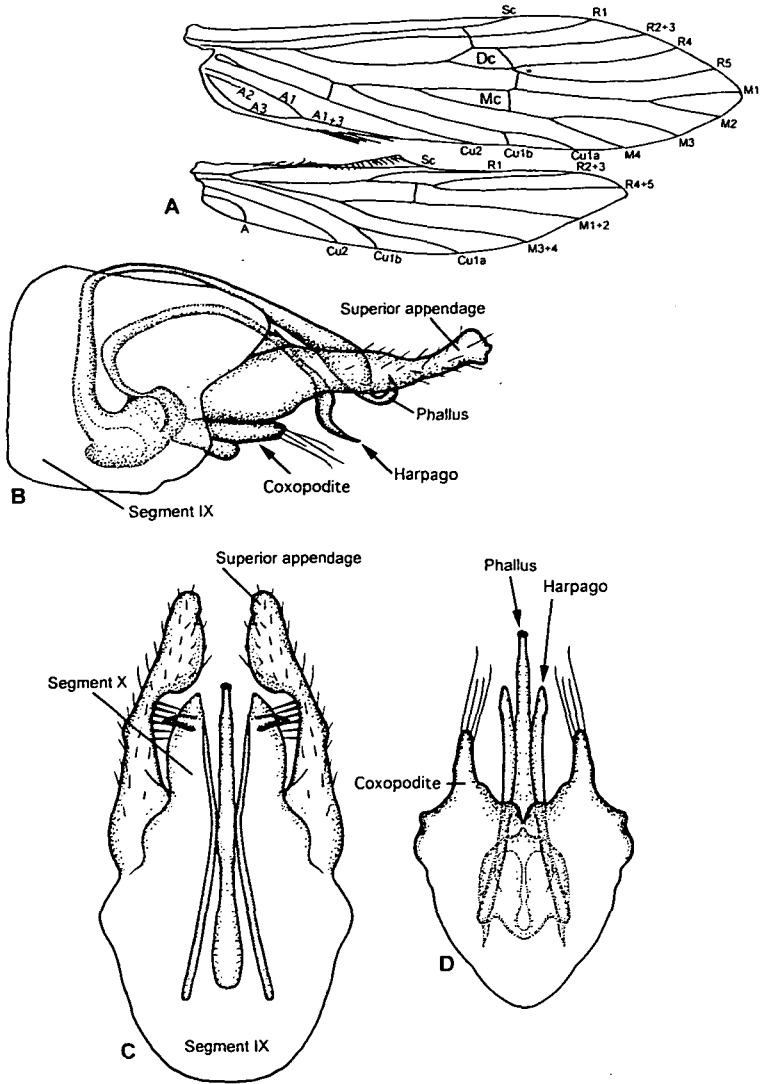 Sc
R1
R2+3
R4
R5
M1
M2
M3
M4
Cu1a
Cu1b
Cu2
Dc
Mc
A2
A3
A1
A1+3
A
Sc
R1
R2+3
R4+5
M1+2
M3+4
Cu1a
Cu1b
Cu2
A
B
Superior appendage
Phallus
Harpago
Coxopodite
Segment IX
C
Superior appendage
Segment X
Segment IX
D
Phallus
Harpago
Coxopodite